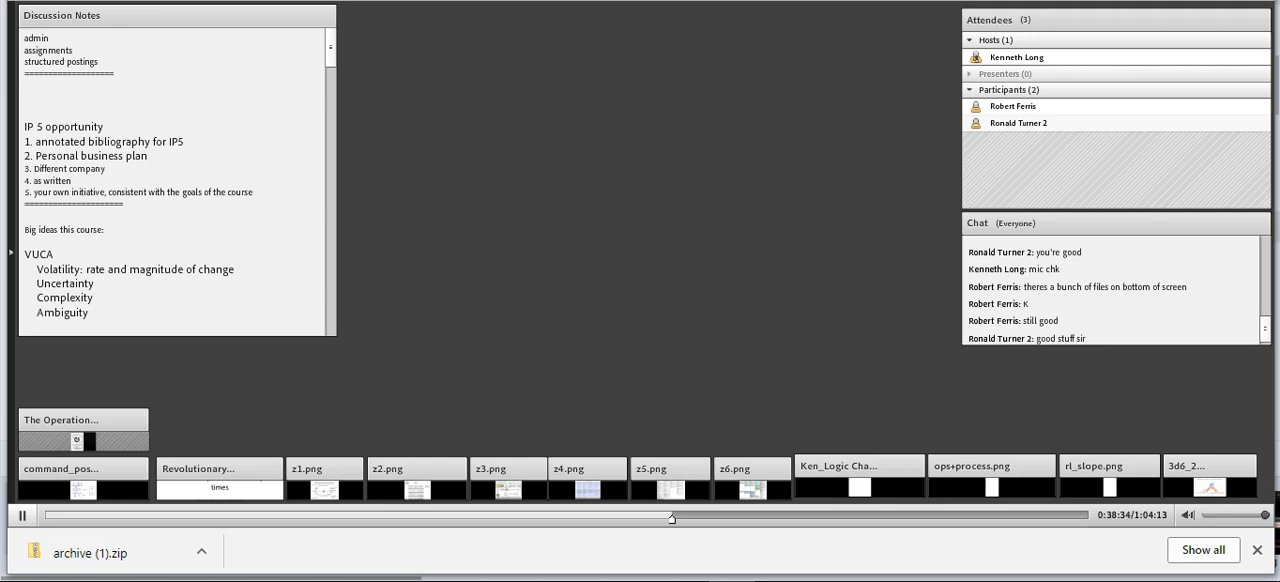 Discussion Notes
admin
assignments
structured postings
====================
IP 5 opportunity
1. annotated bibliography for IP5
2. Personal business plan
3. Different company
4. as written
5. your own initiative, consistent with the goals of the course
======================
Big ideas this course:
VUCA
Volatility: rate and magnitude of change
Uncertainty
Complexity
Ambiguity
Attendees (3)
Hosts (1)
Kenneth Long
Presenters (0)
Participants (2)
Robert Ferris
Ronald Turner 2
Chat (Everyone)
Ronald Turner 2: you're good
Kenneth Long: mic chk
Robert Ferris: theres a bunch of files on bottom of screen
Robert Ferris: K
Robert Ferris: still good
Ronald Turner 2: good stuff sir
The Operation...
command_pos...
Revolutionary...
times
z1.png
z2.png
z3.png
z4.png
z5.png
z6.png
Ken_Logic Cha...
ops+process.png
rl_slope.png
3d6_2...
0:38:34/1:04:13
archive (1).zip
Show all